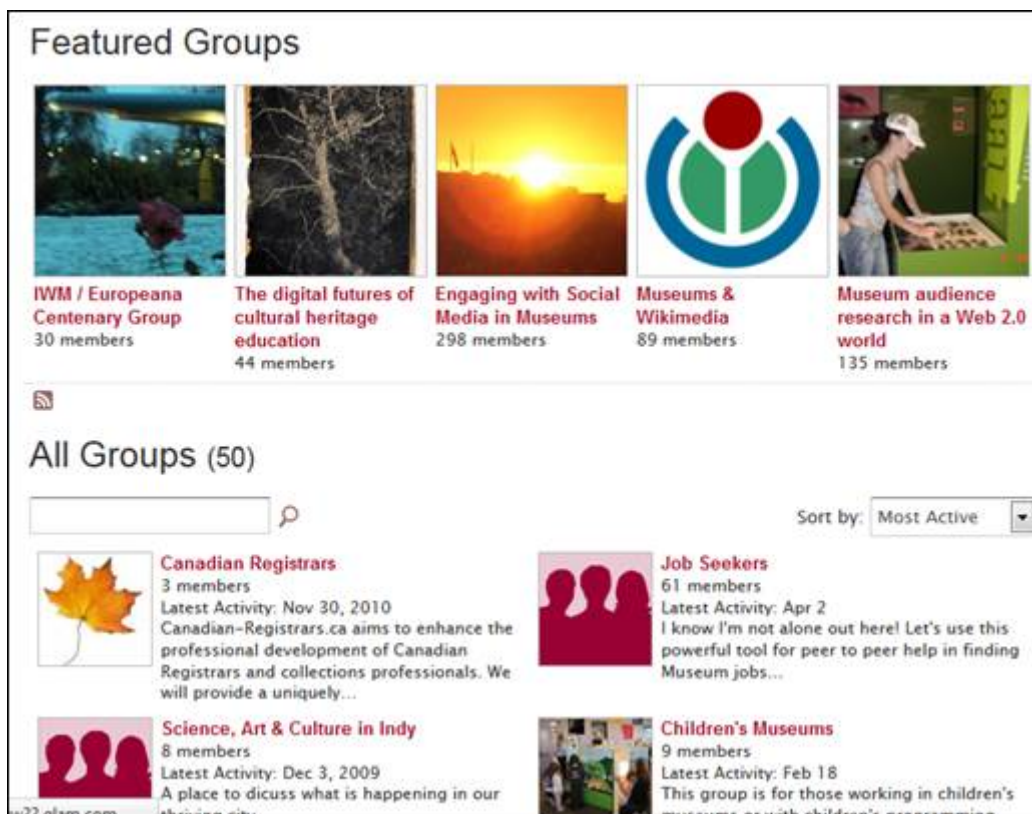 Featured Groups
IWM / Europeana
Centenary Group
30 members
The digital futures of
cultural heritage
education
44 members
Engaging with Social
Media in Museums
298 members
Museums &
Wikimedia
89 members
Museum audience
research in a Web 2.0
world
135 members
All Groups (50)
Sort by: Most Active
Canadian Registrars
3 members
Latest Activity: Nov 30, 2010
Canadian-Registrars.ca aims to enhance the
professional development of Canadian
Registrars and collections professionals. We
will provide a uniquely...
Job Seekers
61 members
Latest Activity: Apr 2
I know I'm not alone out here! Let's use this
powerful tool for peer to peer help in finding
Museum jobs...
Science, Art & Culture in Indy
8 members
Latest Activity: Dec 3, 2009
A place to dicuss what is happening in our
thriving city
Children's Museums
9 members
Latest Activity: Feb 18
This group is for those working in children's
museums or with children's programming